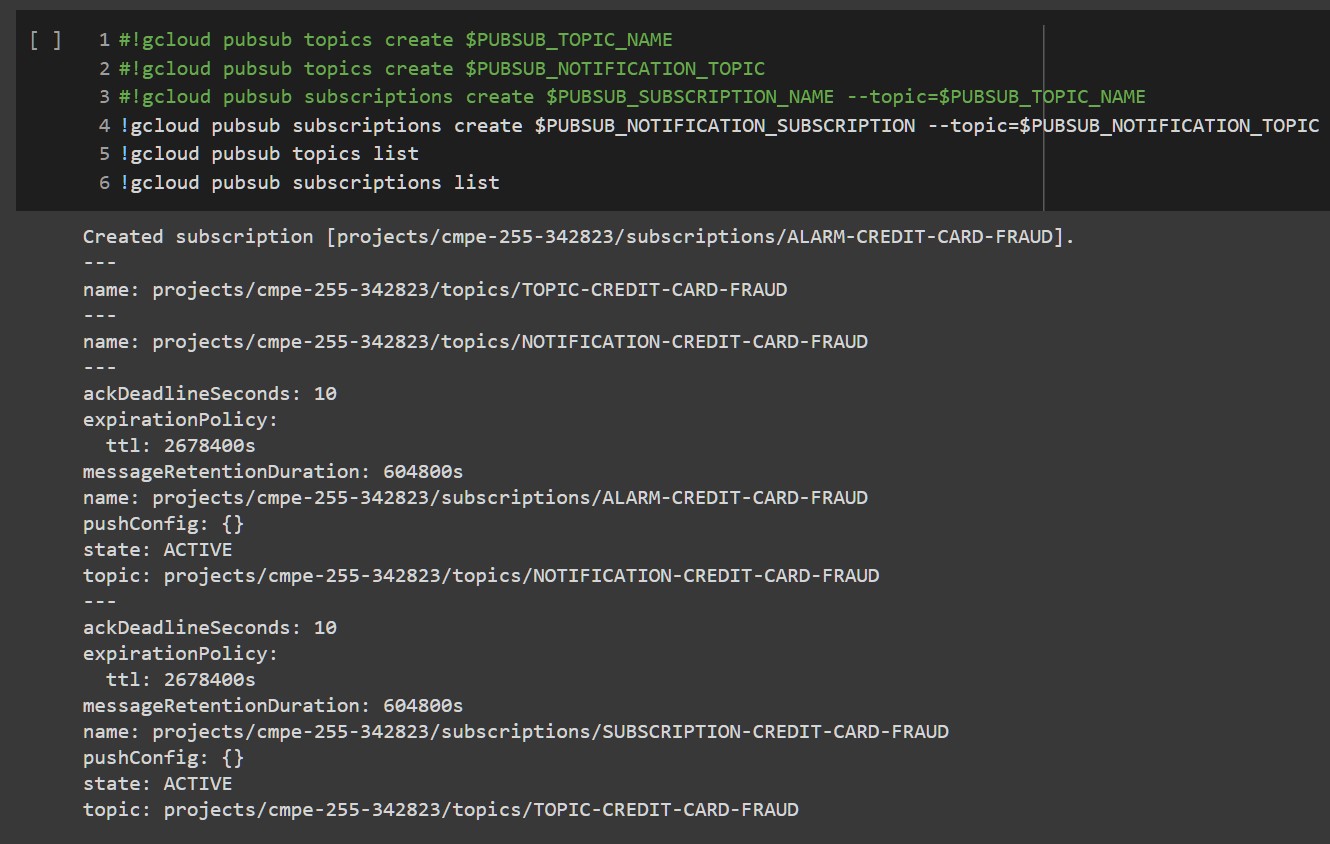 [ ] 1 #!gcloud pubsub topics create $PUBSUB_TOPIC_NAME
2 #!gcloud pubsub topics create $PUBSUB_NOTIFICATION_TOPIC
3 #!gcloud pubsub subscriptions create $PUBSUB_SUBSCRIPTION_NAME --topic=$PUBSUB_TOPIC_NAME
4 !gcloud pubsub subscriptions create $PUBSUB_NOTIFICATION_SUBSCRIPTION --topic=$PUBSUB_NOTIFICATION_TOPIC
5 !gcloud pubsub topics list
6 !gcloud pubsub subscriptions list
Created subscription [projects/cmpe-255-342823/subscriptions/ALARM-CREDIT-CARD-FRAUD].
---
name: projects/cmpe-255-342823/topics/TOPIC-CREDIT-CARD-FRAUD
---
name: projects/cmpe-255-342823/topics/NOTIFICATION-CREDIT-CARD-FRAUD
---
ackDeadlineSeconds: 10
expirationPolicy:
  ttl: 2678400s
messageRetentionDuration: 604800s
name: projects/cmpe-255-342823/subscriptions/ALARM-CREDIT-CARD-FRAUD
pushConfig: {}
state: ACTIVE
topic: projects/cmpe-255-342823/topics/NOTIFICATION-CREDIT-CARD-FRAUD
---
ackDeadlineSeconds: 10
expirationPolicy:
  ttl: 2678400s
messageRetentionDuration: 604800s
name: projects/cmpe-255-342823/subscriptions/SUBSCRIPTION-CREDIT-CARD-FRAUD
pushConfig: {}
state: ACTIVE
topic: projects/cmpe-255-342823/topics/TOPIC-CREDIT-CARD-FRAUD